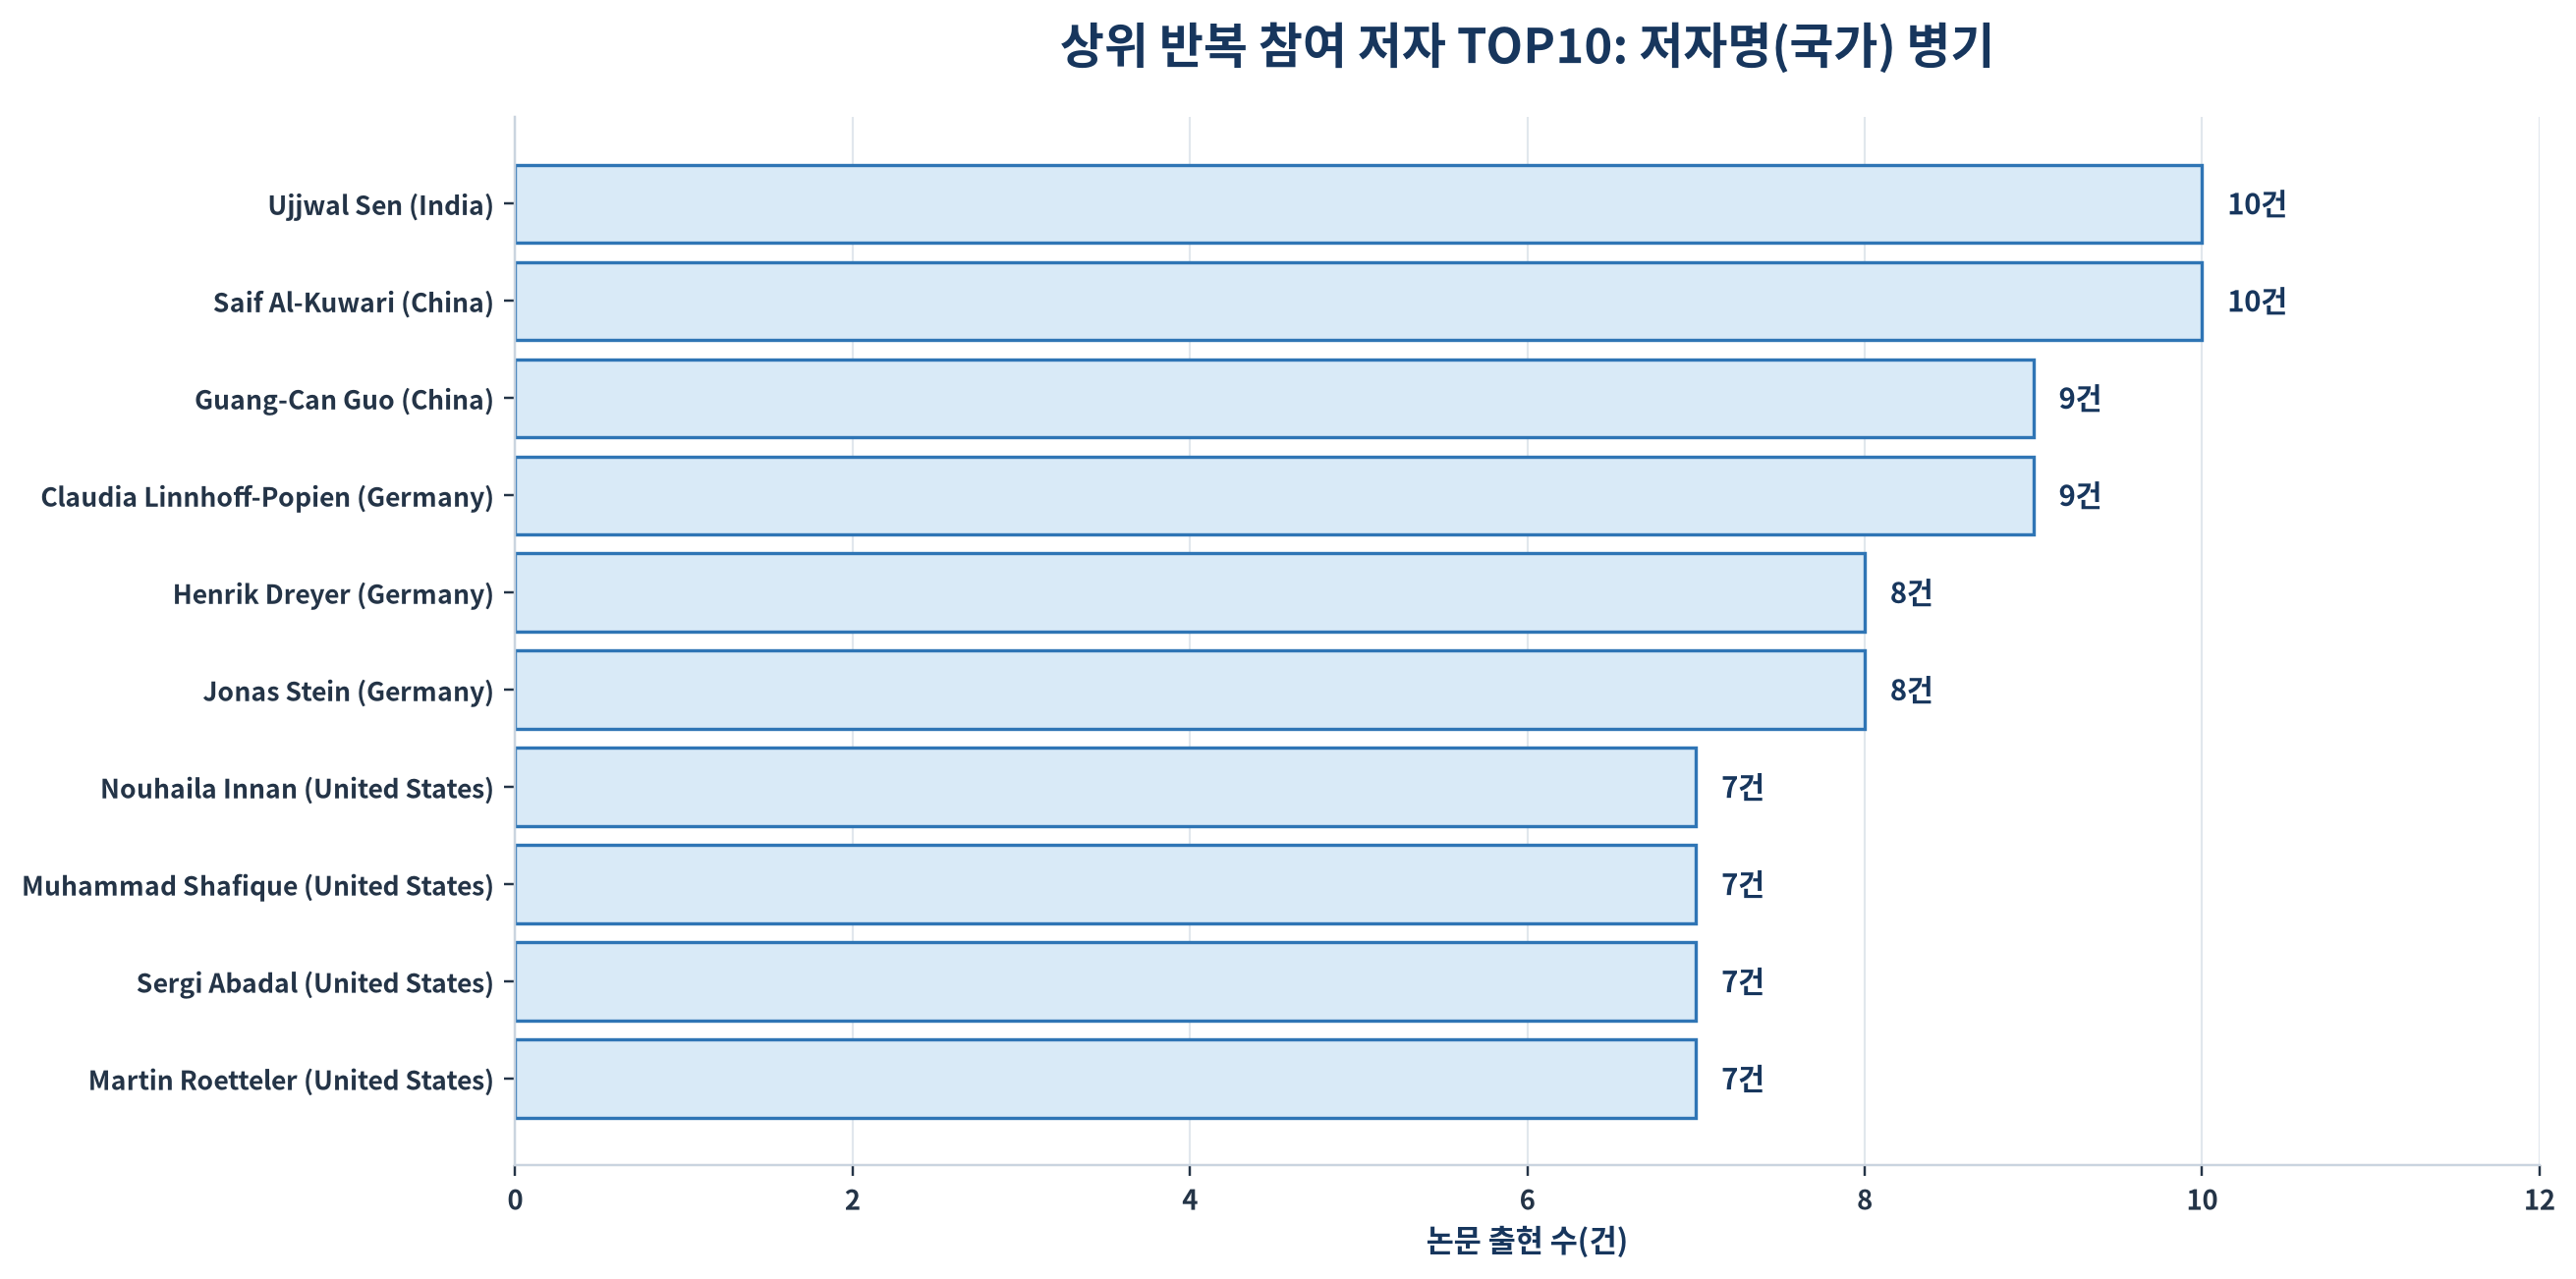 상위 반복 참여 저자 TOP10: 저자명(국가) 병기
Ujjwal Sen (India) 10건
Saif Al-Kuwari (China) 10건
Guang-Can Guo (China) 9건
Claudia Linnhoff-Popien (Germany) 9건
Henrik Dreyer (Germany) 8건
Jonas Stein (Germany) 8건
Nouhaila Innan (United States) 7건
Muhammad Shafique (United States) 7건
Sergi Abadal (United States) 7건
Martin Roetteler (United States) 7건
0 2 4 6 8 10 12
논문 출현 수(건)